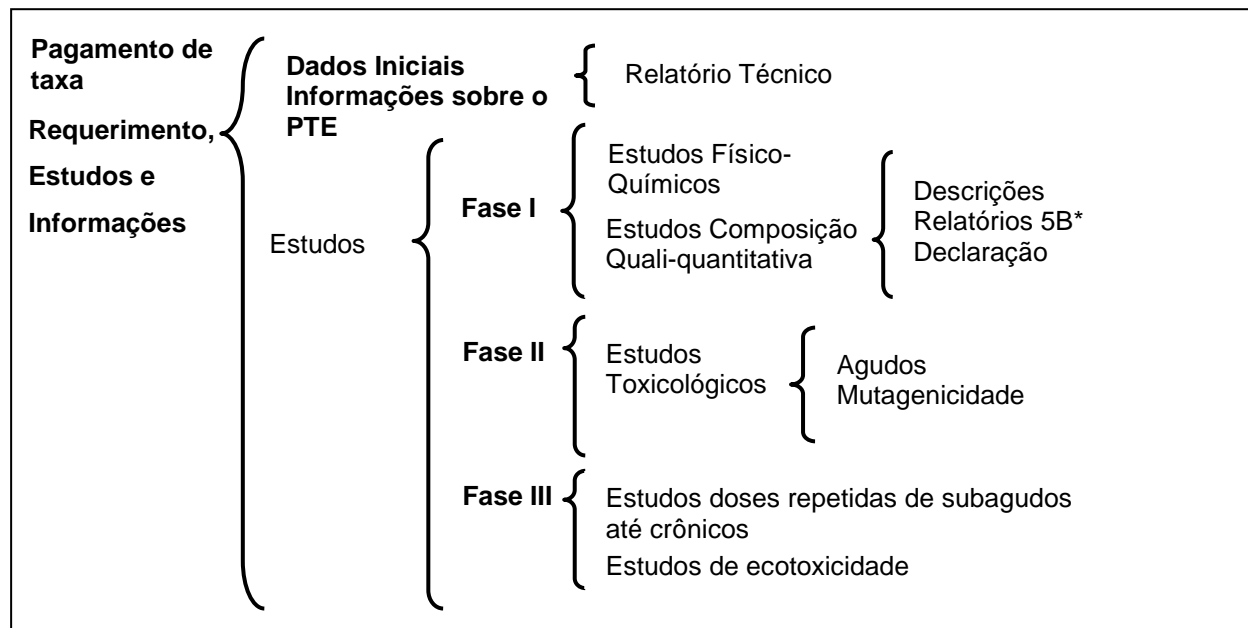 Pagamento de
taxa
Requerimento,
Estudos e
Informações
Dados Iniciais
Informações sobre o
PTE
Relatório Técnico
Estudos
Fase I
Estudos Físico-
Químicos
Estudos Composição
Quali-quantitativa
Descrições
Relatórios 5B*
Declaração
Fase II
Estudos
Toxicológicos
Agudos
Mutagenicidade
Fase III
Estudos doses repetidas de subagudos
até crônicos
Estudos de ecotoxicidade